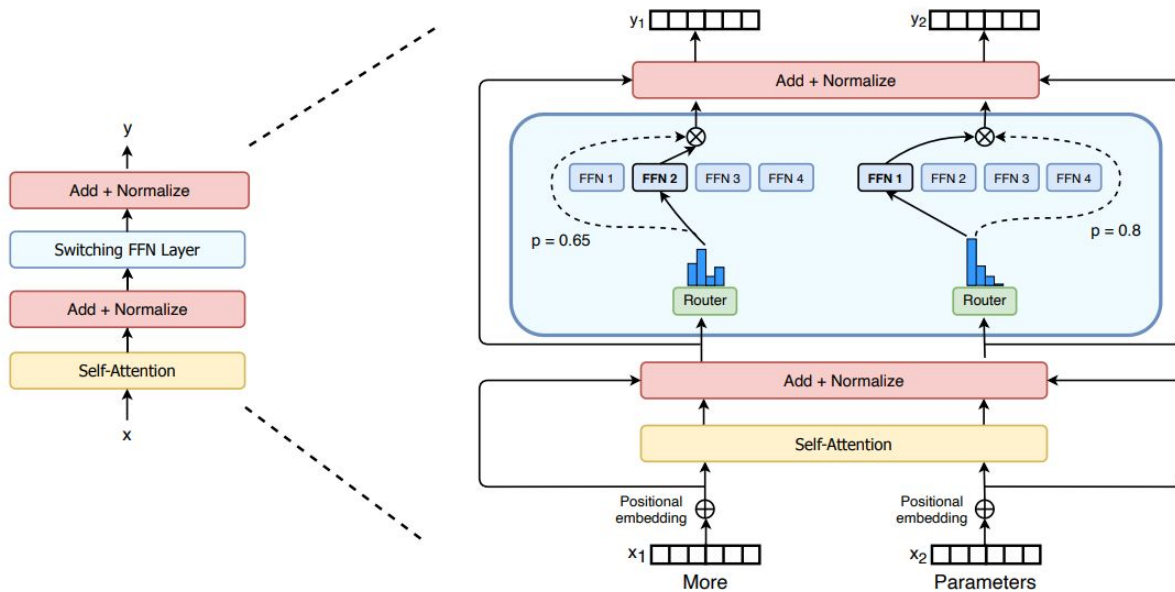 y
Add + Normalize
Switching FFN Layer
Add + Normalize
Self-Attention
x
y1
y2
Add + Normalize
FFN 1 FFN 2 FFN 3 FFN 4
FFN 1 FFN 2 FFN 3 FFN 4
p = 0.65
p = 0.8
Router
Router
Add + Normalize
Self-Attention
Positional
embedding
Positional
embedding
x1
x2
More
Parameters